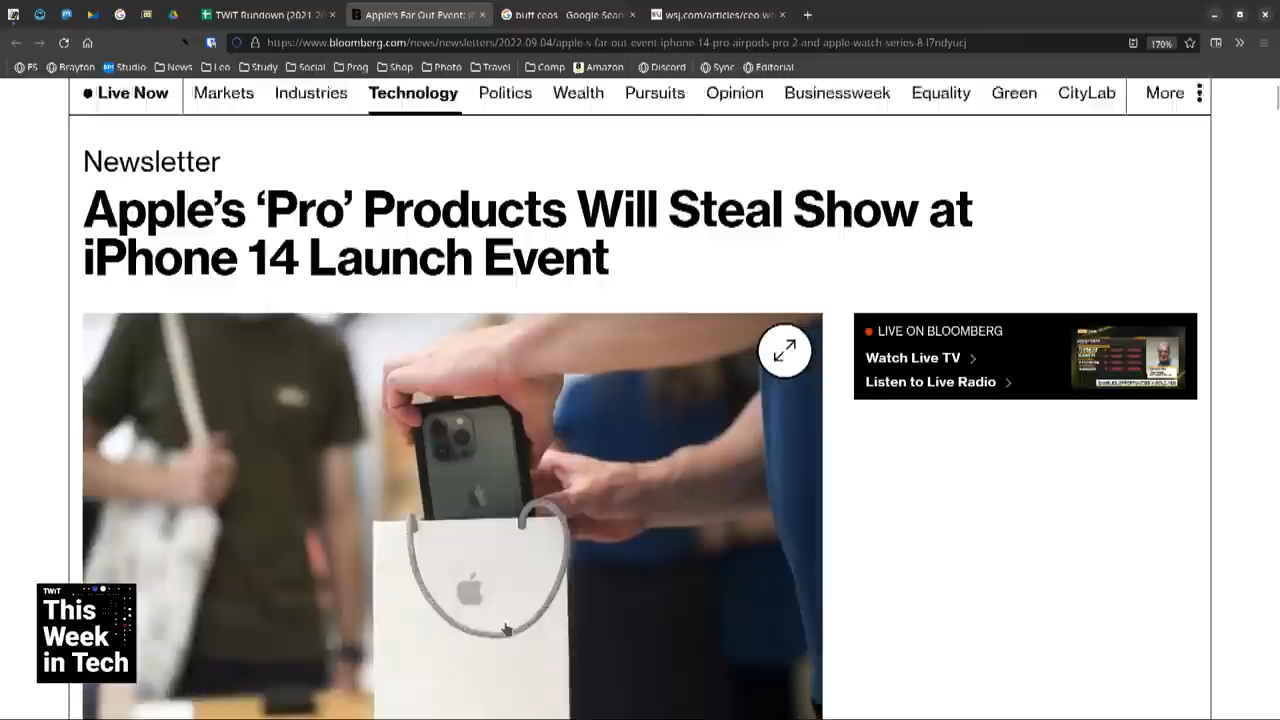 TWiT Rundown (2021 20
Apple's Far Out Event: iP
buff ceos - Google Sear
wsj.com/articles/ceo-wo
https://www.bloomberg.com/news/newsletters/2022-09-04/apple-s-far-out-event-iphone-14-pro-airpods-pro-2-and-apple-watch-series-8-l7ndyucj
170%
FS Brayton Studio News Leo Study Social Prog Shop Photo Travel Comp Amazon Discord Sync Editorial
Live Now Markets Industries Technology Politics Wealth Pursuits Opinion Businessweek Equality Green CityLab More
Newsletter
Apple's ‘Pro’ Products Will Steal Show at
iPhone 14 Launch Event
LIVE ON BLOOMBERG
Watch Live TV
Listen to Live Radio
TWiT
This
Week
in Tech